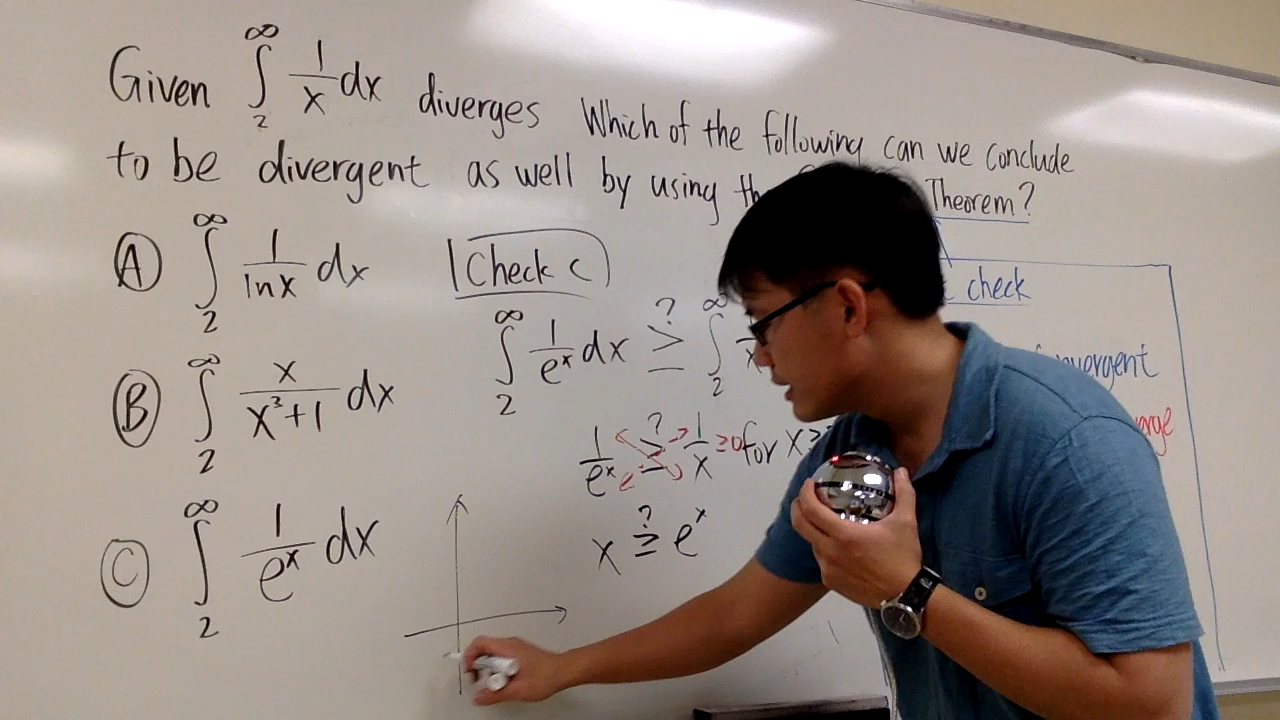 Given ∫₂^∞ 1/x dx diverges Which of the following can we conclude
to be divergent as well by using Theorem?
Ⓐ ∫₂^∞ 1/ln x dx
Ⓑ ∫₂^∞ x/(x³+1) dx
Ⓒ ∫₂^∞ 1/eˣ dx
Check C
∫₂^∞ 1/eˣ dx ≥? ∫₂^∞
1/eˣ ≥? 1/x ≥0 for x≥
x ≥? eˣ
check